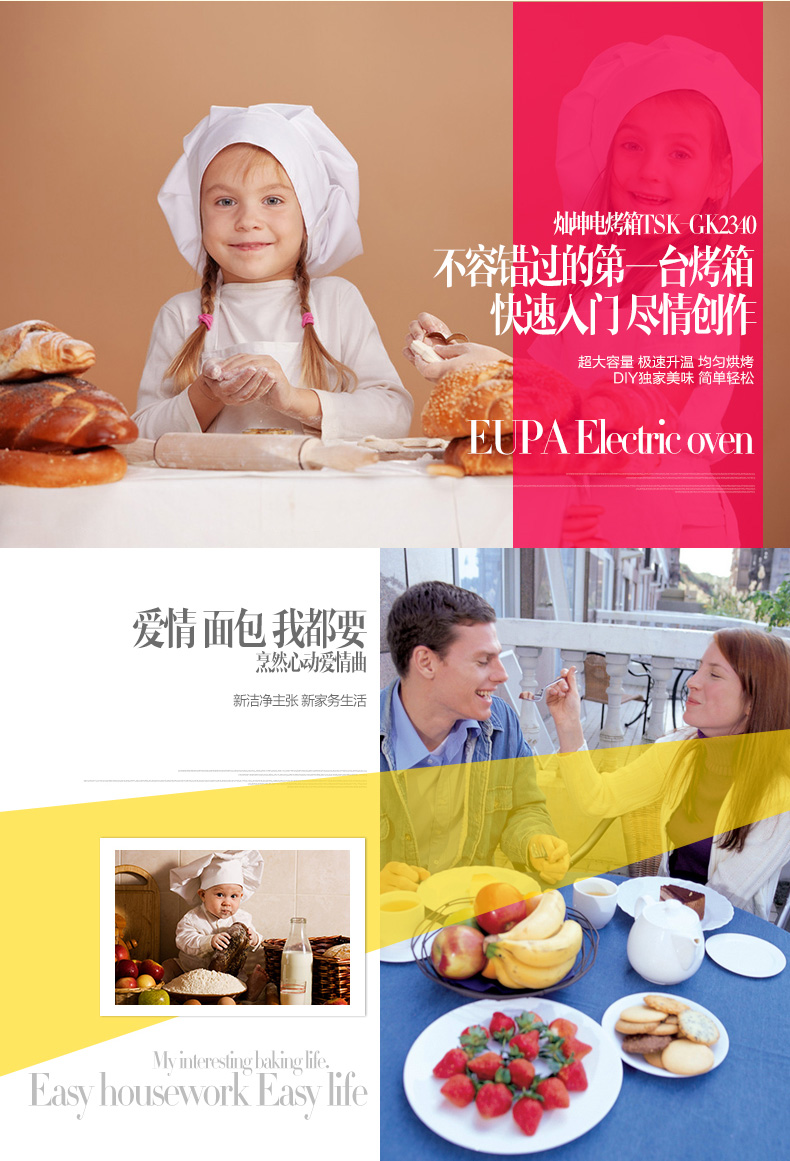 灿坤电烤箱TSK-GK2340
不容错过的第一台烤箱
快速入门 尽情创作
超大容量 极速升温 均匀烘烤
DIY独家美味 简单轻松
EUPA Electric oven
爱情 面包 我都要
烹然心动爱情曲
新洁净主张 新家务生活
My interesting baking life.
Easy housework Easy life